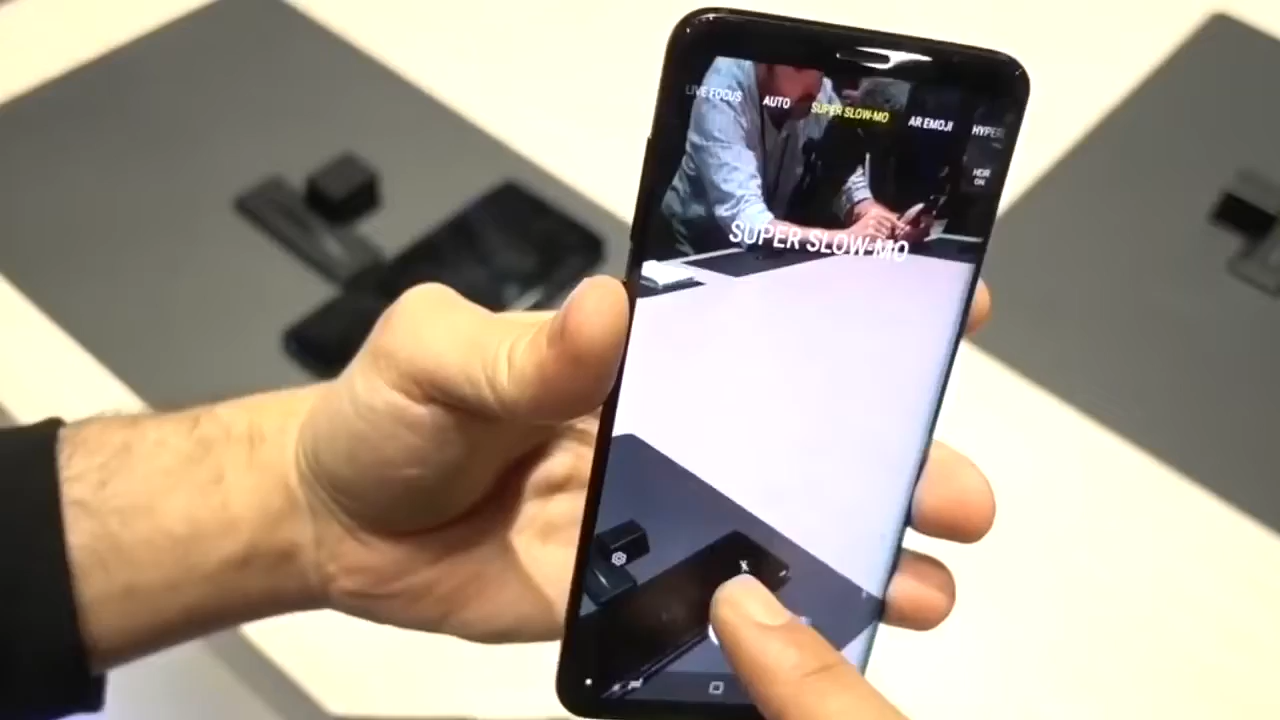 LIVE FOCUS AUTO SUPER SLOW-MO AR EMOJI HYPER
HDR
ON
SUPER SLOW-MO